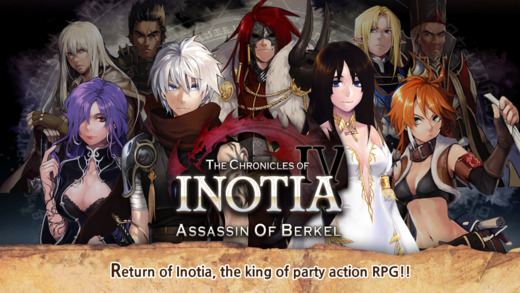 THE CHRONICLES OF
INOTIA IV
ASSASSIN OF BERKEL
Return of Inotia, the king of party action RPG!!